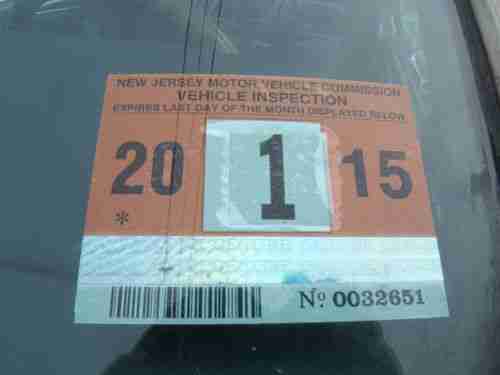 NEW JERSEY MOTOR VEHICLE COMMISSION
VEHICLE INSPECTION
EXPIRES LAST DAY OF THE MONTH DISPLAYED BELOW
20 1 15
*
No. 0032651